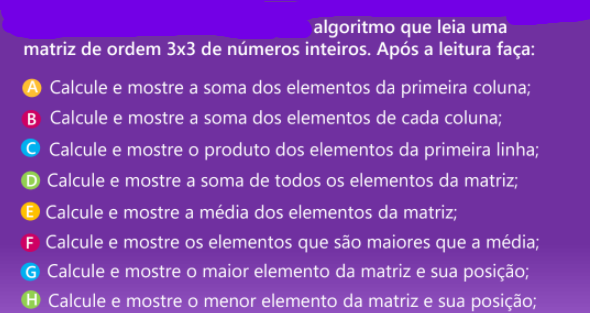 algoritmo que leia uma
matriz de ordem 3x3 de números inteiros. Após a leitura faça:
A Calcule e mostre a soma dos elementos da primeira coluna;
B Calcule e mostre a soma dos elementos de cada coluna;
C Calcule e mostre o produto dos elementos da primeira linha;
D Calcule e mostre a soma de todos os elementos da matriz;
E Calcule e mostre a média dos elementos da matriz;
F Calcule e mostre os elementos que são maiores que a média;
G Calcule e mostre o maior elemento da matriz e sua posição;
H Calcule e mostre o menor elemento da matriz e sua posição;